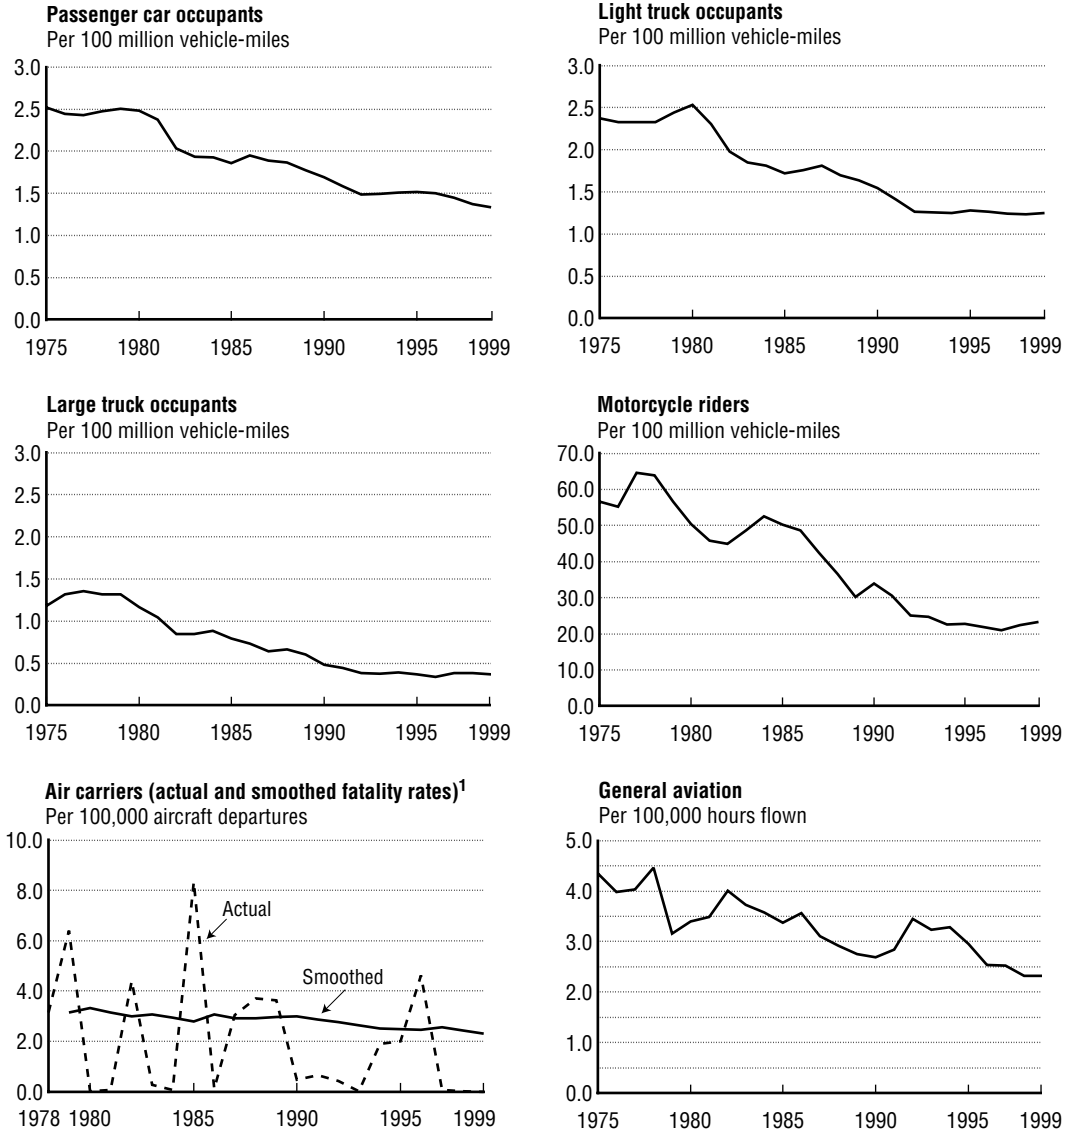 Passenger car occupants
Per 100 million vehicle-miles
3.0
2.5
2.0
1.5
1.0
0.5
0.0
1975 1980 1985 1990 1995 1999
Light truck occupants
Per 100 million vehicle-miles
3.0
2.5
2.0
1.5
1.0
0.5
0.0
1975 1980 1985 1990 1995 1999
Large truck occupants
Per 100 million vehicle-miles
3.0
2.5
2.0
1.5
1.0
0.5
0.0
1975 1980 1985 1990 1995 1999
Motorcycle riders
Per 100 million vehicle-miles
70.0
60.0
50.0
40.0
30.0
20.0
10.0
0.0
1975 1980 1985 1990 1995 1999
Air carriers (actual and smoothed fatality rates)¹
Per 100,000 aircraft departures
10.0
8.0
6.0
4.0
2.0
0.0
Actual
Smoothed
1978 1980 1985 1990 1995 1999
General aviation
Per 100,000 hours flown
5.0
4.0
3.0
2.0
1.0
0.0
1975 1980 1985 1990 1995 1999